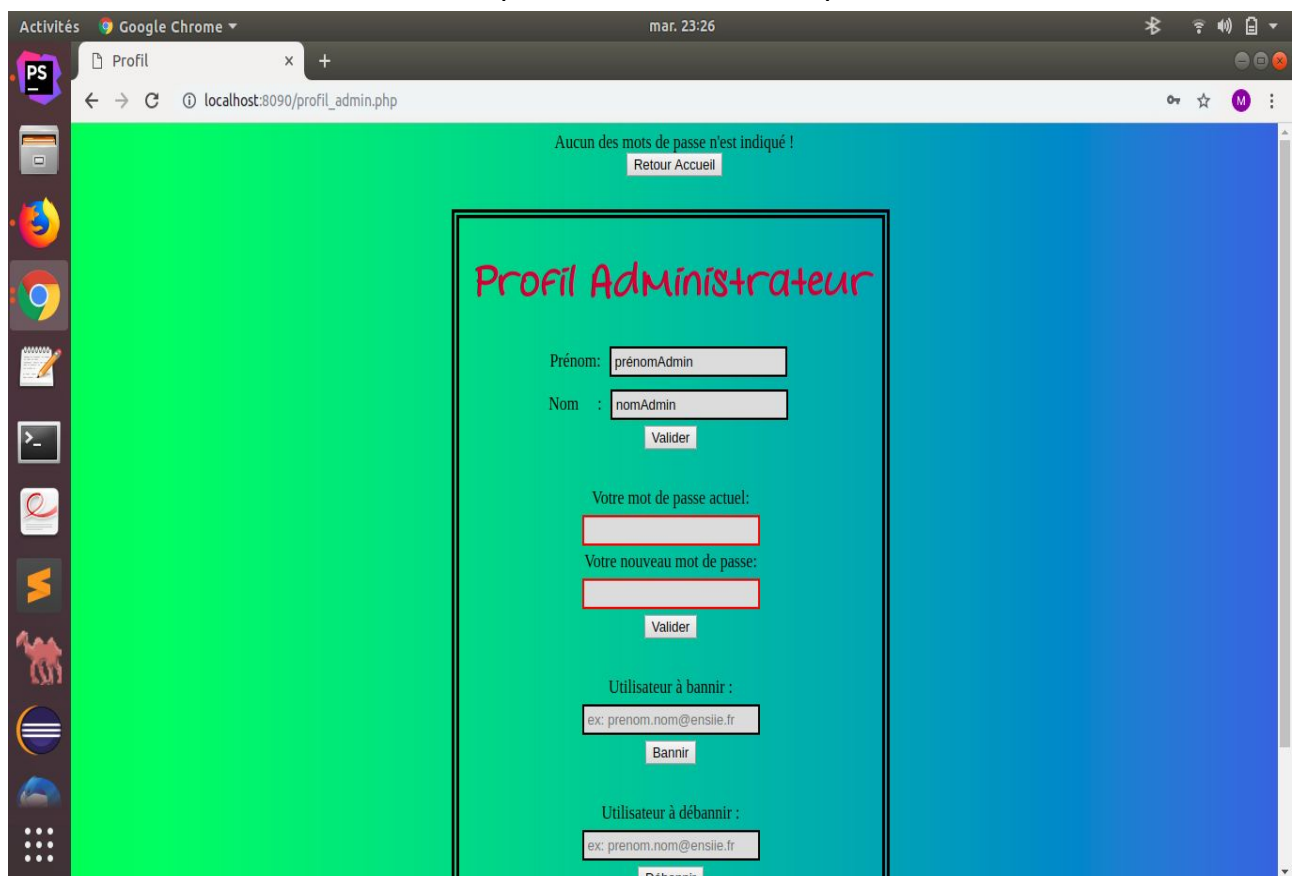 Activités Google Chrome mar. 23:26
PS Profil × +
localhost:8090/profil_admin.php M
Aucun des mots de passe n'est indiqué !
Retour Accueil
Profil Administrateur
Prénom: prénomAdmin
Nom : nomAdmin
Valider
Votre mot de passe actuel:
Votre nouveau mot de passe:
Valider
Utilisateur à bannir :
ex: prenom.nom@ensiie.fr
Bannir
Utilisateur à débannir :
ex: prenom.nom@ensiie.fr
Débannir